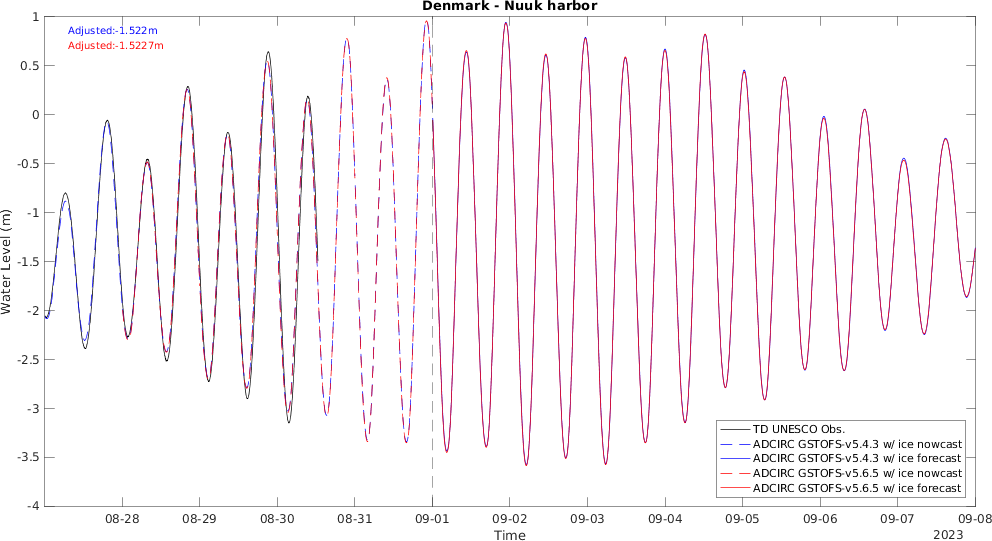 Denmark - Nuuk harbor
Adjusted:-1.522m
Adjusted:-1.5227m
1
0.5
0
-0.5
-1
-1.5
-2
-2.5
-3
-3.5
-4
Water Level (m)
TD UNESCO Obs.
ADCIRC GSTOFS-v5.4.3 w/ ice nowcast
ADCIRC GSTOFS-v5.4.3 w/ ice forecast
ADCIRC GSTOFS-v5.6.5 w/ ice nowcast
ADCIRC GSTOFS-v5.6.5 w/ ice forecast
08-28 08-29 08-30 08-31 09-01 09-02 09-03 09-04 09-05 09-06 09-07 09-08
Time
2023